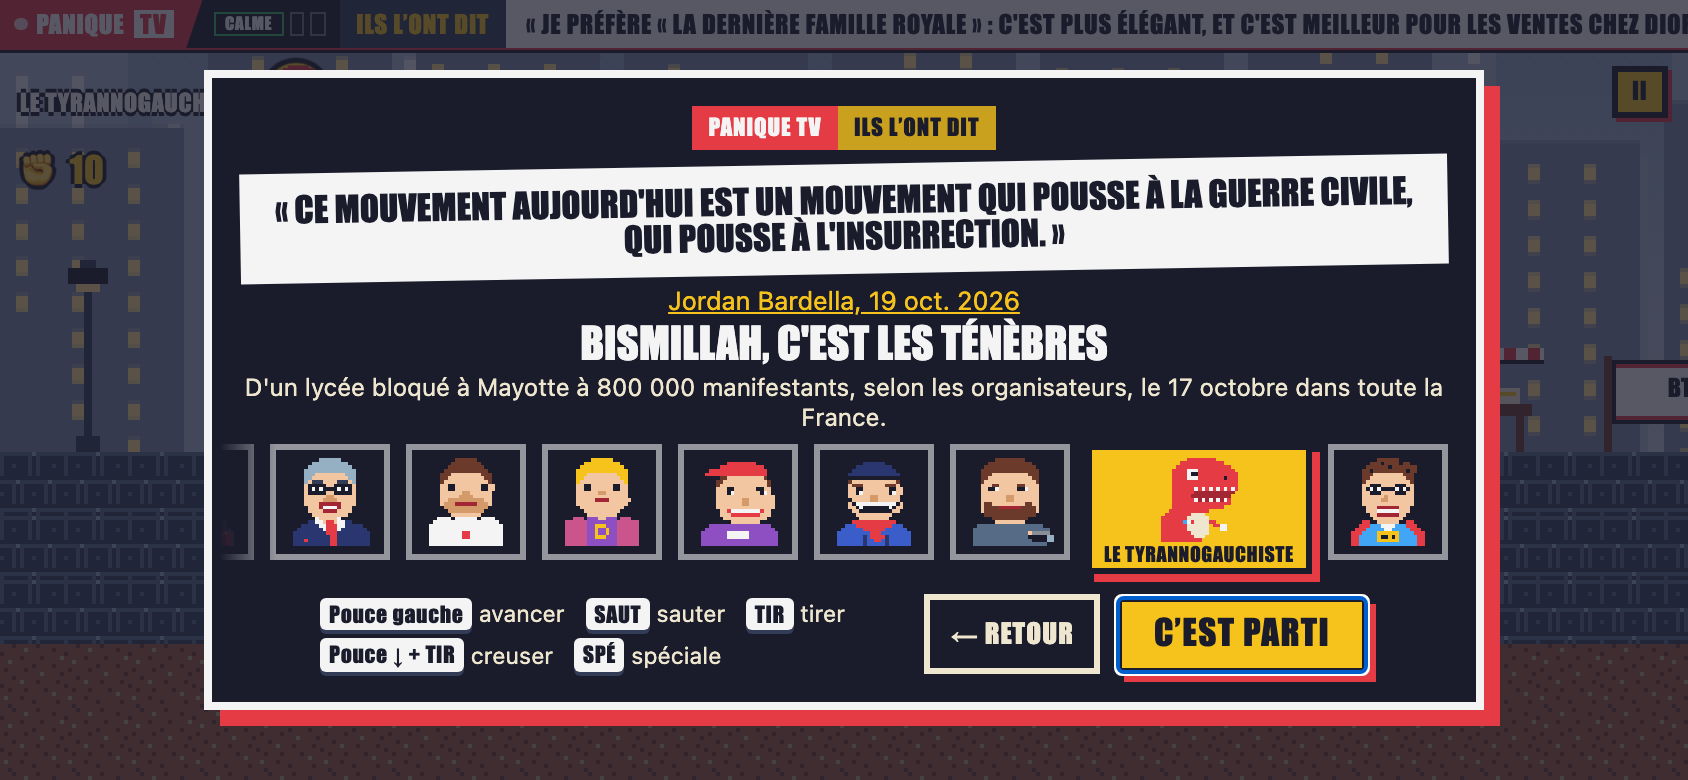 PANIQUE TV CALME ILS L'ONT DIT « JE PRÉFÈRE « LA DERNIÈRE FAMILLE ROYALE » : C'EST PLUS ÉLÉGANT, ET C'EST MEILLEUR POUR LES VENTES CHEZ
LE
10
PANIQUE TV ILS L'ONT DIT
« CE MOUVEMENT AUJOURD'HUI EST UN MOUVEMENT QUI POUSSE À LA GUERRE CIVILE,
QUI POUSSE À L'INSURRECTION. »
Jordan Bardella, 19 oct. 2026
BISMILLAH, C'EST LES TÉNÈBRES
D'un lycée bloqué à Mayotte à 800 000 manifestants, selon les organisateurs, le 17 octobre dans toute la
France.
LE TYRANNOGAUCHISTE
Pouce gauche avancer SAUT sauter TIR tirer
Pouce ↓ + TIR creuser SPÉ spéciale
← RETOUR
C'EST PARTI